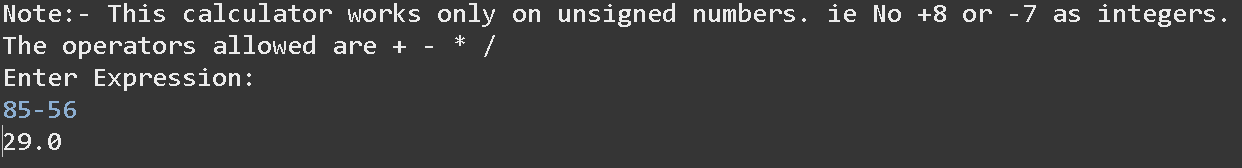 Note:- This calculator works only on unsigned numbers. ie No +8 or -7 as integers.
The operators allowed are + - * /
Enter Expression:
85-56
29.0